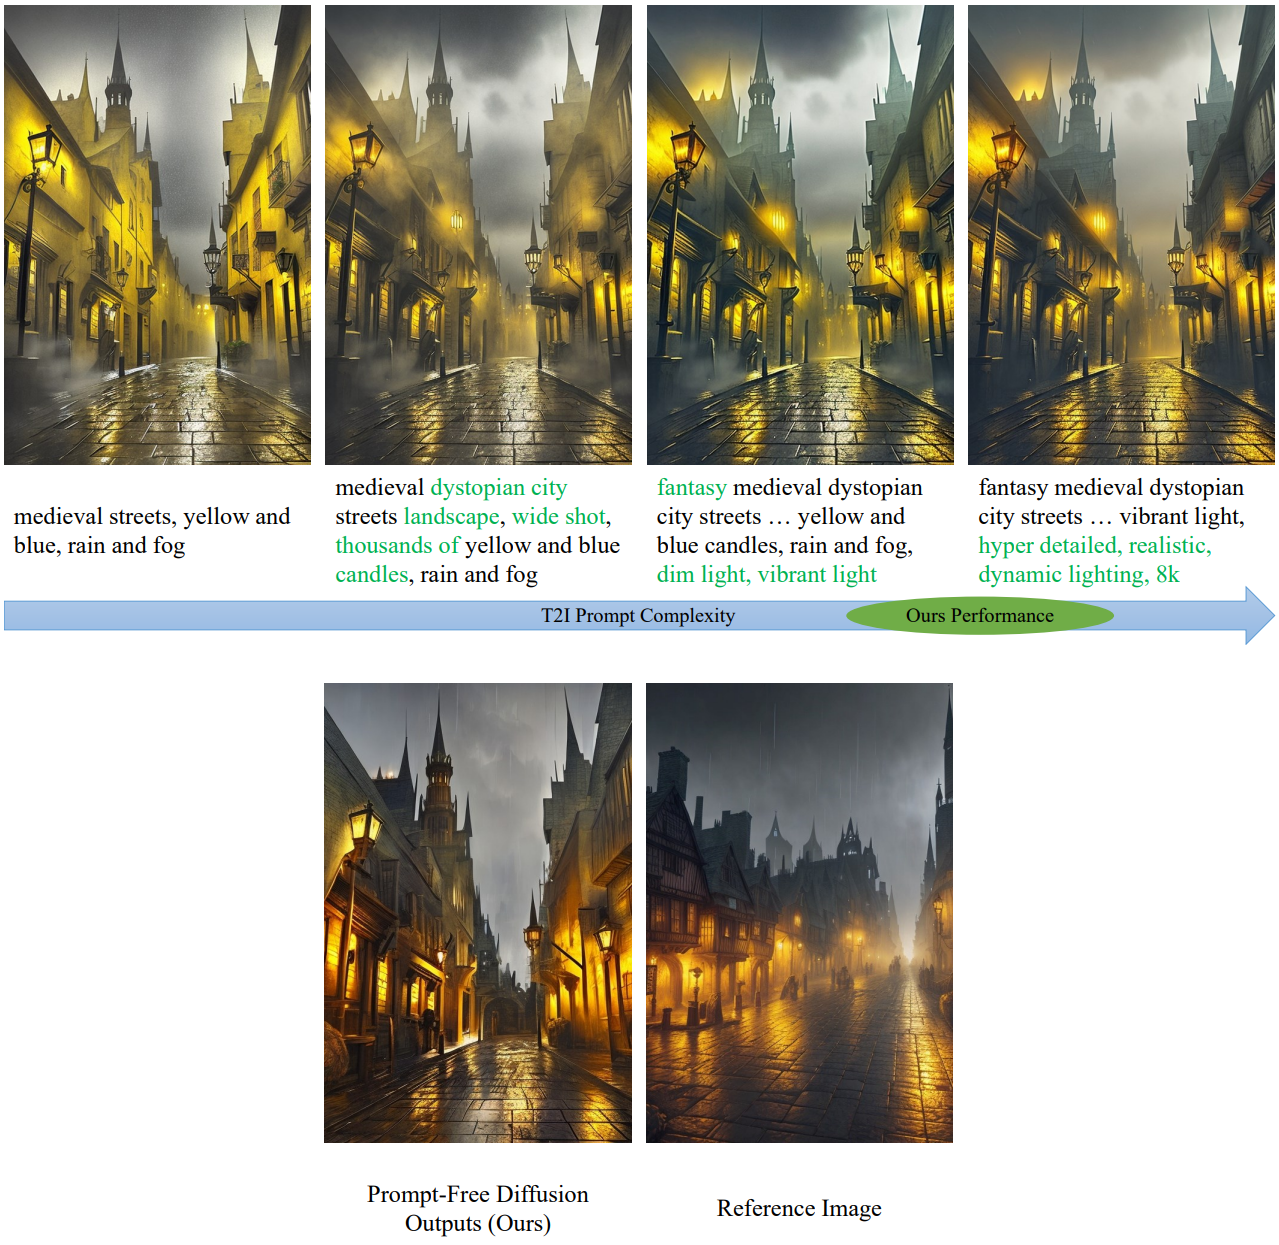 medieval streets, yellow and
blue, rain and fog
medieval dystopian city
streets landscape, wide shot,
thousands of yellow and blue
candles, rain and fog
fantasy medieval dystopian
city streets … yellow and
blue candles, rain and fog,
dim light, vibrant light
fantasy medieval dystopian
city streets … vibrant light,
hyper detailed, realistic,
dynamic lighting, 8k
T2I Prompt Complexity
Ours Performance
Prompt-Free Diffusion
Outputs (Ours)
Reference Image